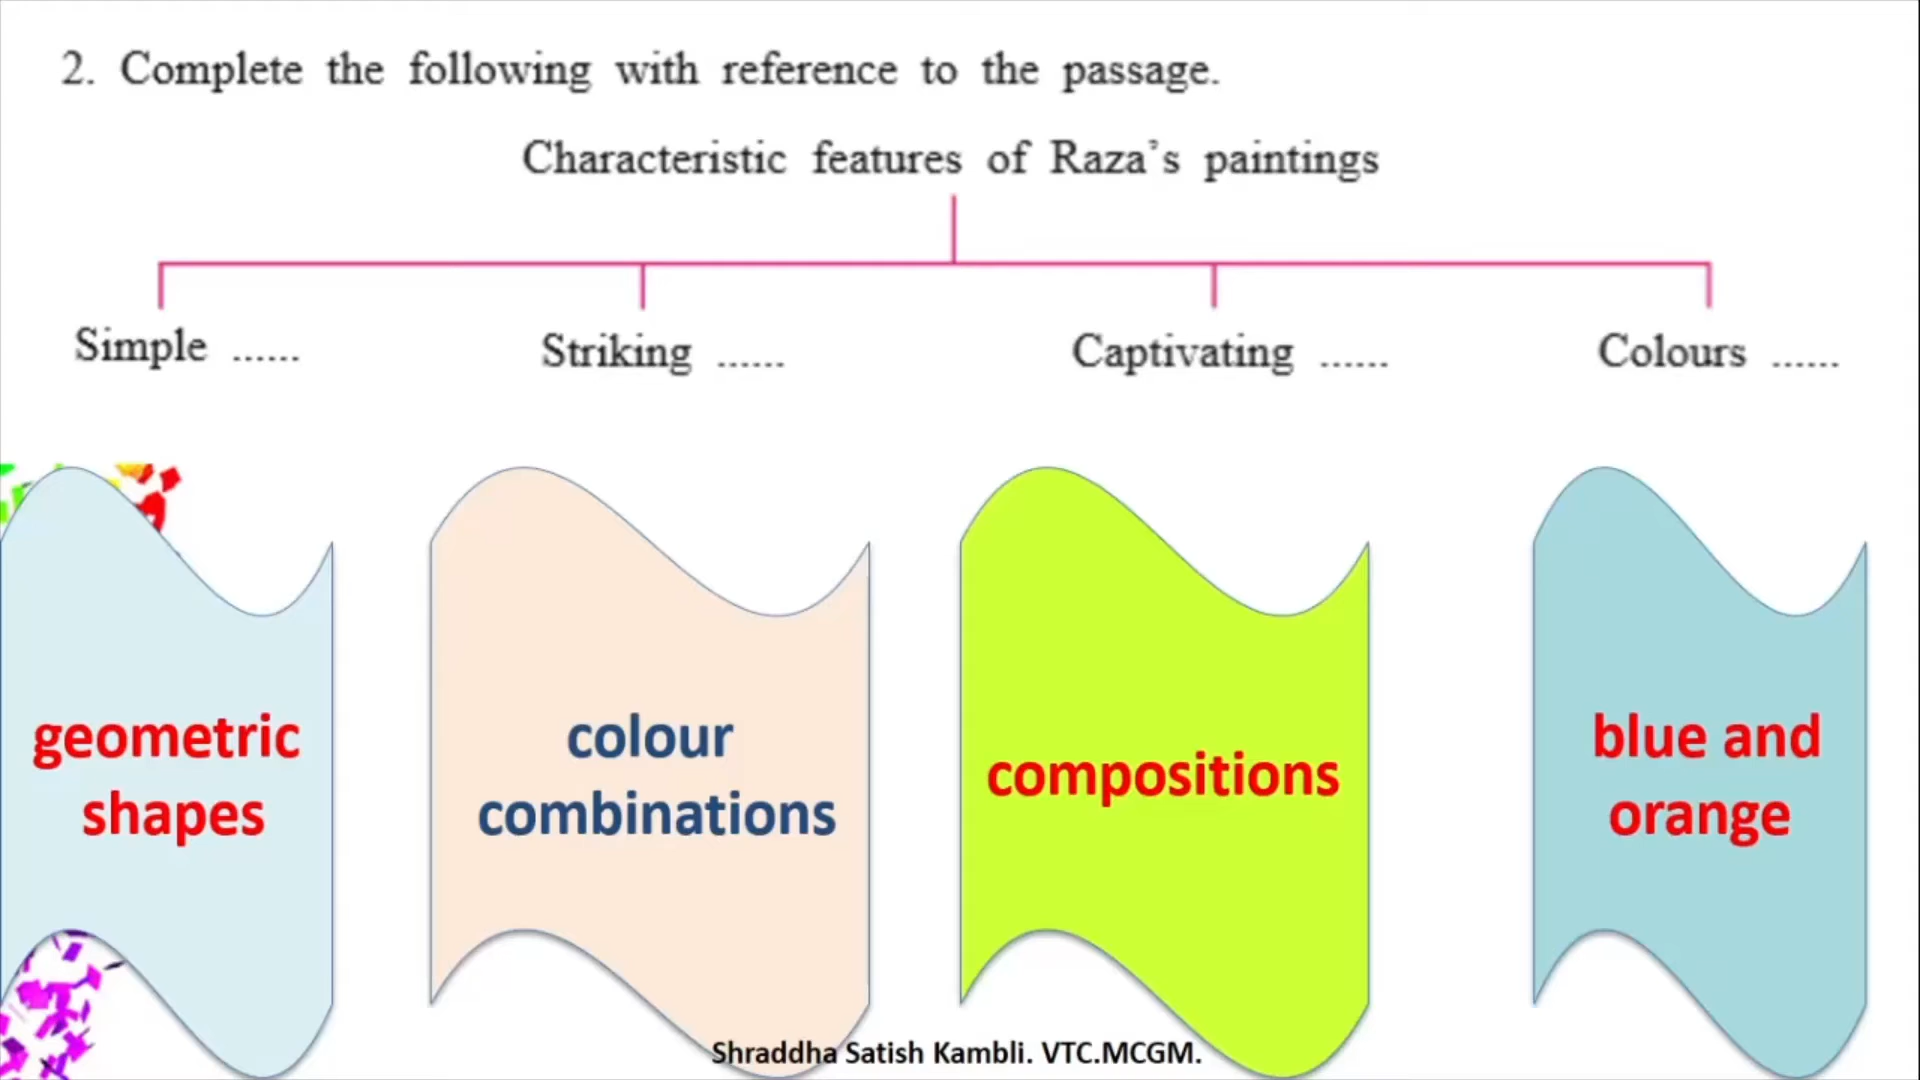 2. Complete the following with reference to the passage.
Characteristic features of Raza's paintings
Simple ......
Striking ......
Captivating ......
Colours ......
geometric
shapes
colour
combinations
compositions
blue and
orange
Shraddha Satish Kambli. VTC.MCGM.